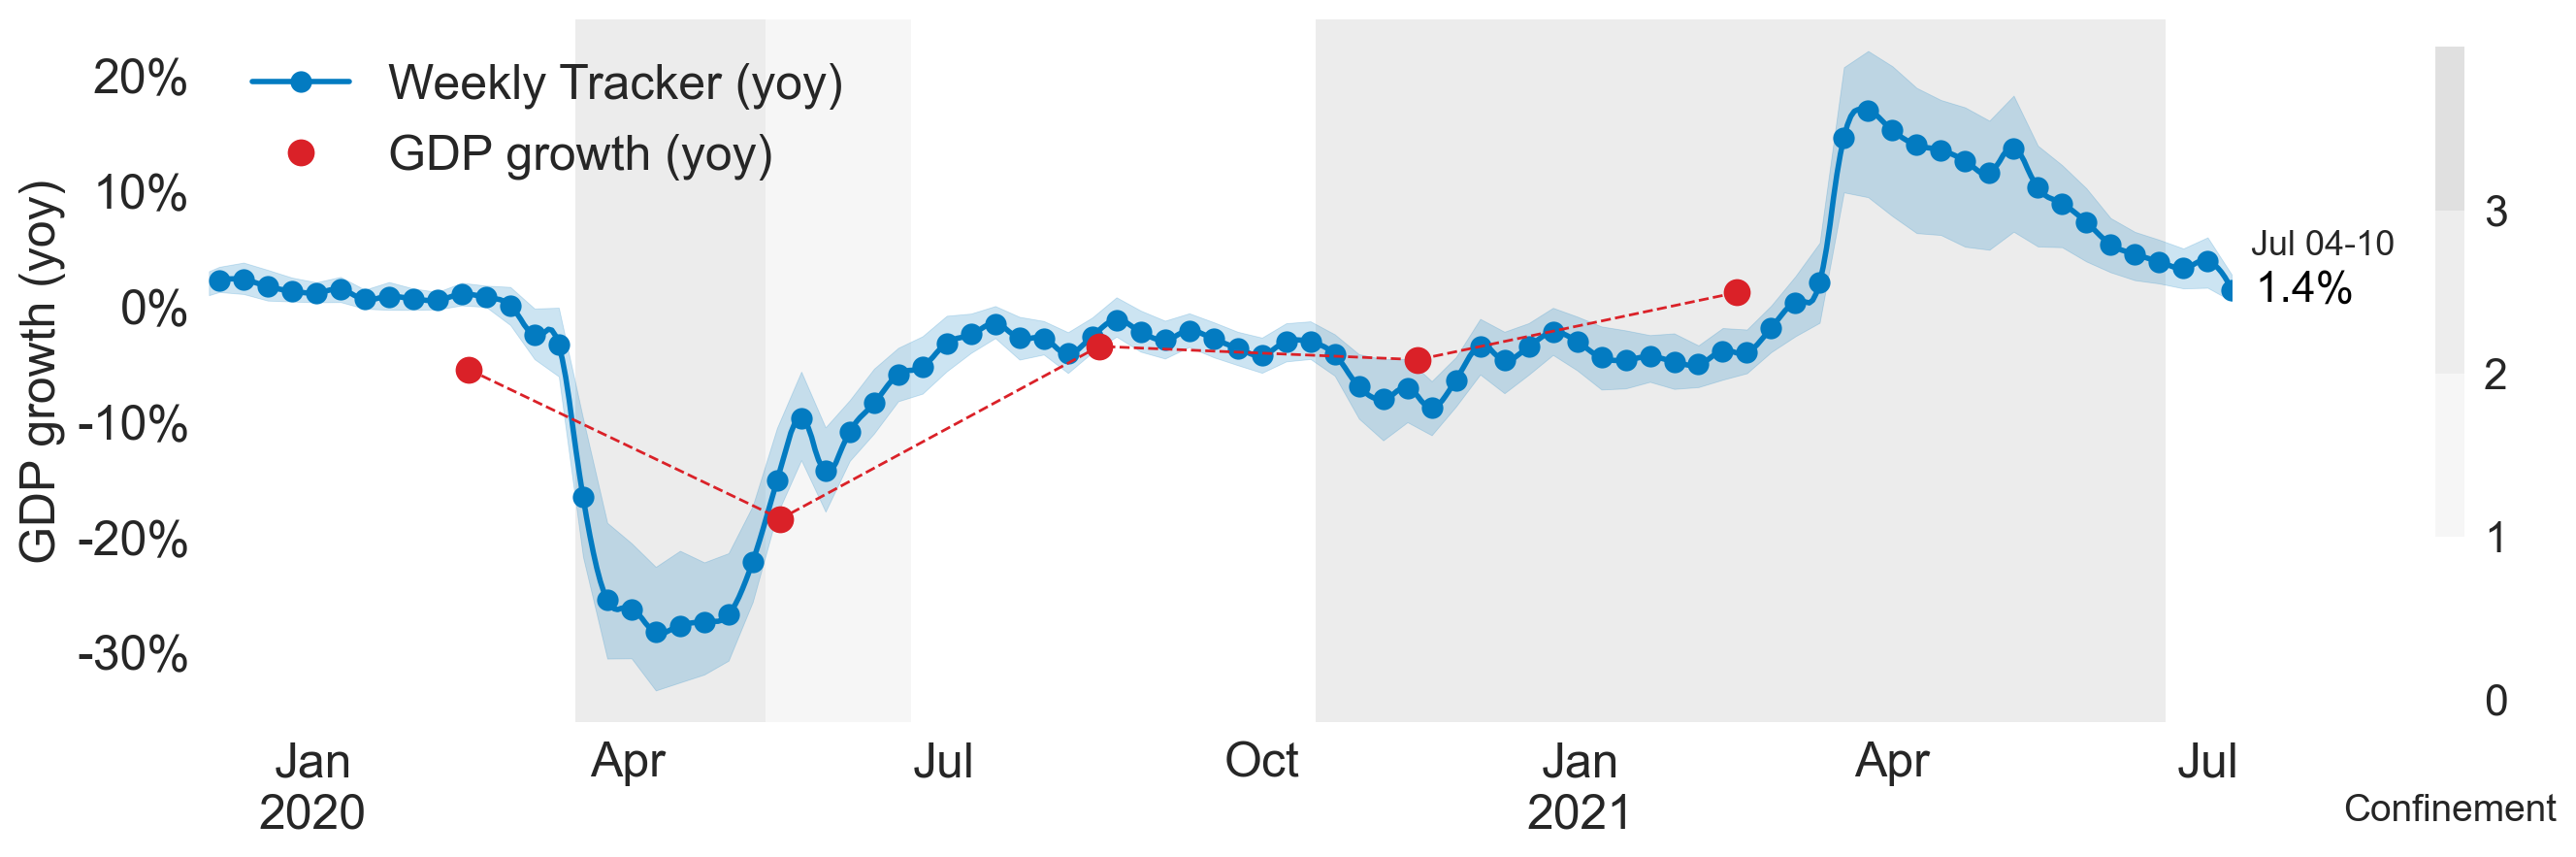 Weekly Tracker (yoy)
GDP growth (yoy)
GDP growth (yoy)
20%
10%
0%
-10%
-20%
-30%
Jul 04-10
1.4%
3
2
1
0
Jan Apr Jul Oct Jan Apr Jul
2020 2021
Confinement